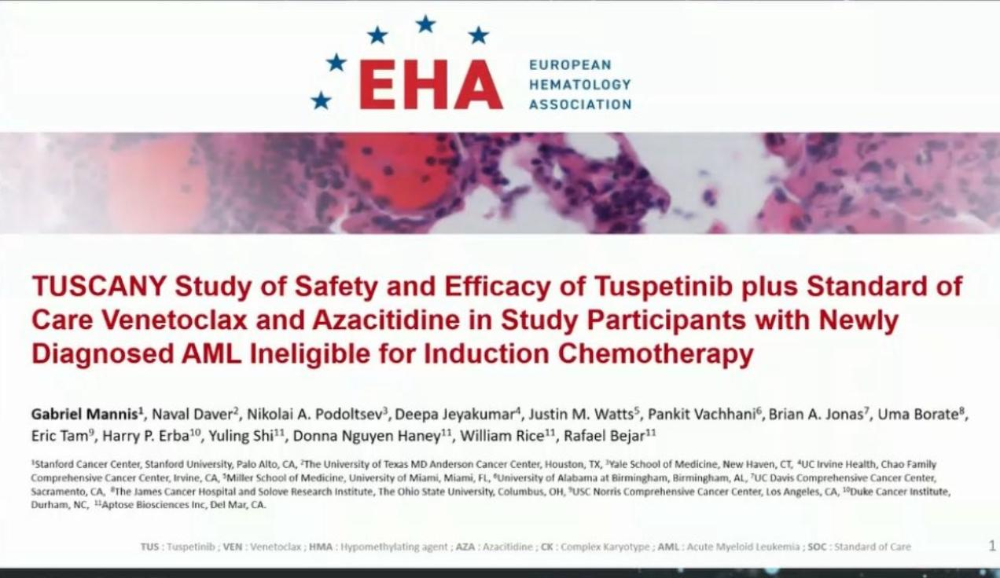 EHA
EUROPEAN
HEMATOLOGY
ASSOCIATION
TUSCANY Study of Safety and Efficacy of Tuspetinib plus Standard of
Care Venetoclax and Azacitidine in Study Participants with Newly
Diagnosed AML Ineligible for Induction Chemotherapy
Gabriel Mannis¹, Naval Daver², Nikolai A. Podoltsev³, Deepa Jeyakumar⁴, Justin M. Watts⁵, Pankit Vachhani⁶, Brian A. Jonas⁷, Uma Borate⁸,
Eric Tam⁹, Harry P. Erba¹⁰, Yuling Shi¹¹, Donna Nguyen Haney¹¹, William Rice¹¹, Rafael Bejar¹¹
¹Stanford Cancer Center, Stanford University, Palo Alto, CA, ²The University of Texas MD Anderson Cancer Center, Houston, TX, ³Yale School of Medicine, New Haven, CT, ⁴UC Irvine Health, Chao Family
Comprehensive Cancer Center, Irvine, CA, ⁵Miller School of Medicine, University of Miami, Miami, FL, ⁶University of Alabama at Birmingham, Birmingham, AL, ⁷UC Davis Comprehensive Cancer Center,
Sacramento, CA, ⁸The James Cancer Hospital and Solove Research Institute, The Ohio State University, Columbus, OH, ⁹USC Norris Comprehensive Cancer Center, Los Angeles, CA, ¹⁰Duke Cancer Institute,
Durham, NC, ¹¹Aptose Biosciences Inc, Del Mar, CA.
TUS : Tuspetinib ; VEN : Venetoclax ; HMA : Hypomethylating agent ; AZA : Azacitidine ; CK : Complex Karyotype ; AML : Acute Myeloid Leukemia ; SOC : Standard of Care
1